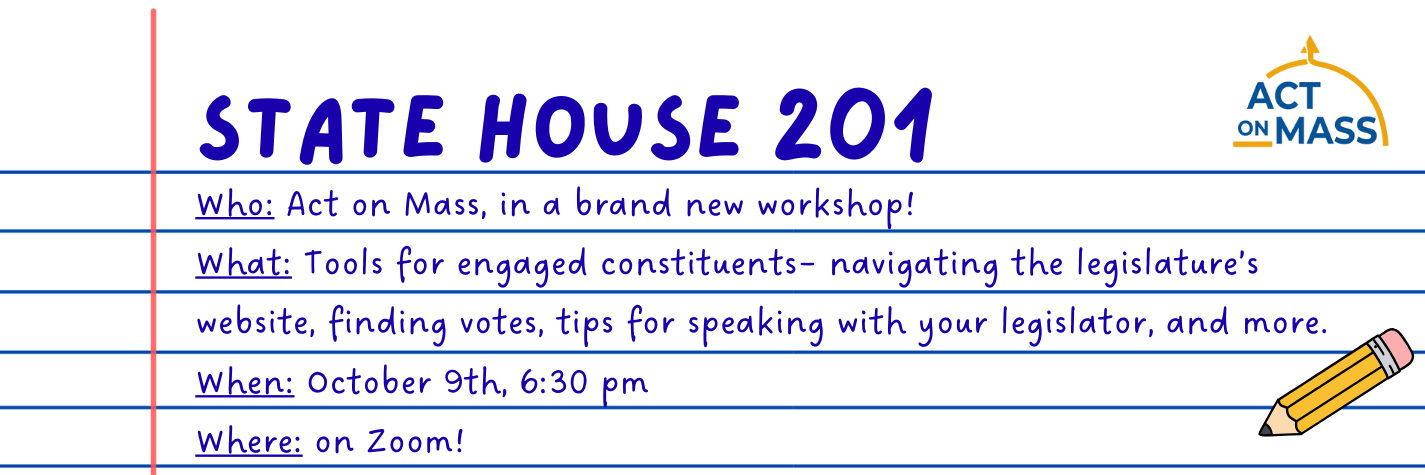 STATE HOUSE 201
ACT
ON MASS
Who: Act on Mass, in a brand new workshop!
What: Tools for engaged constituents- navigating the legislature's
website, finding votes, tips for speaking with your legislator, and more.
When: October 9th, 6:30 pm
Where: on Zoom!